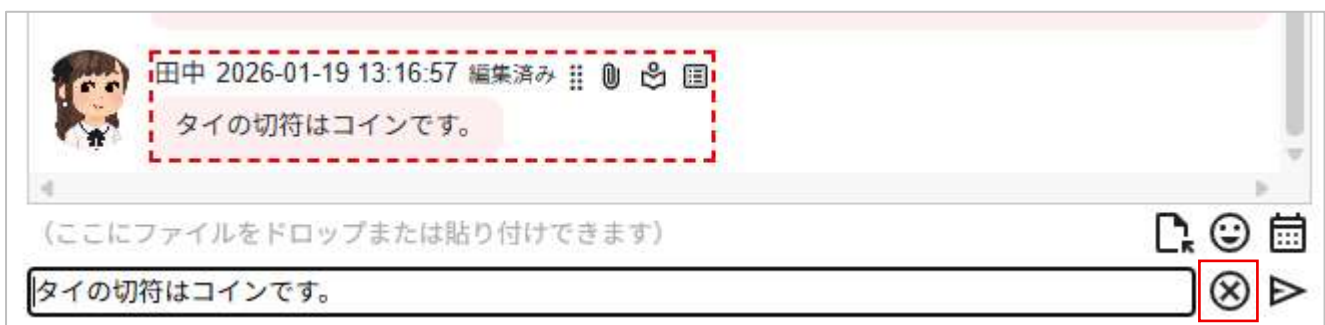 田中 2026-01-19 13:16:57 編集済み
タイの切符はコインです。
（ここにファイルをドロップまたは貼り付けできます）
タイの切符はコインです。